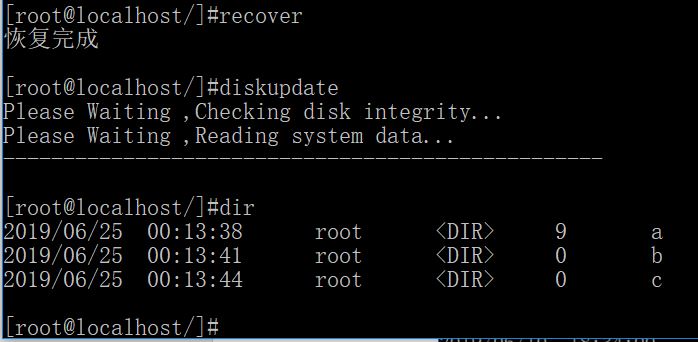 [root@localhost/]#recover
恢复完成
[root@localhost/]#diskupdate
Please Waiting ,Checking disk integrity...
Please Waiting ,Reading system data...
--------------------------------------------------
[root@localhost/]#dir
2019/06/25  00:13:38      root      <DIR>     9       a
2019/06/25  00:13:41      root      <DIR>     0       b
2019/06/25  00:13:44      root      <DIR>     0       c
[root@localhost/]#